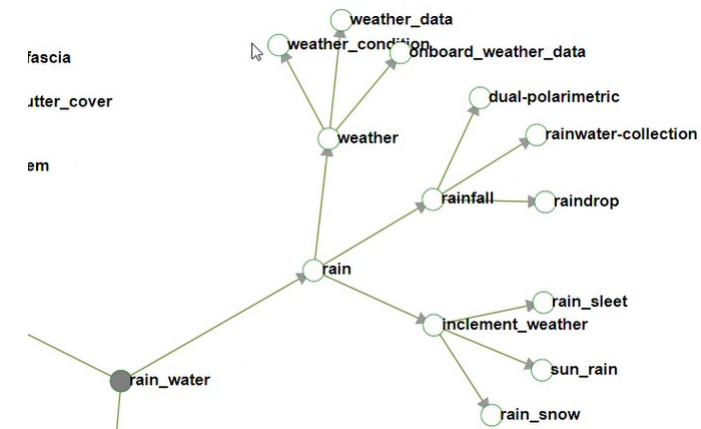 weather_data
weather_condition
onboard_weather_data
fascia
dual-polarimetric
utter_cover
rainwater-collection
weather
em
rainfall
raindrop
rain
rain_sleet
inclement_weather
sun_rain
rain_water
rain_snow